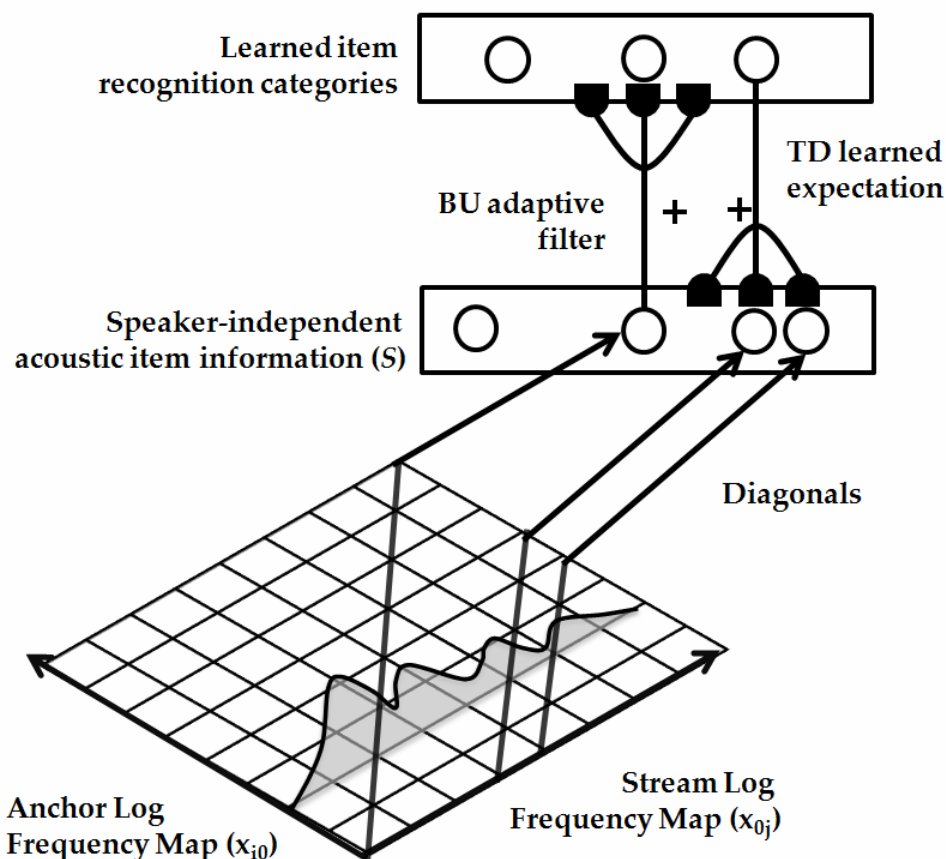 Learned item
recognition categories
TD learned
expectation
BU adaptive
filter
+ +
Speaker-independent
acoustic item information (S)
Diagonals
Anchor Log
Frequency Map (xi0)
Stream Log
Frequency Map (x0j)